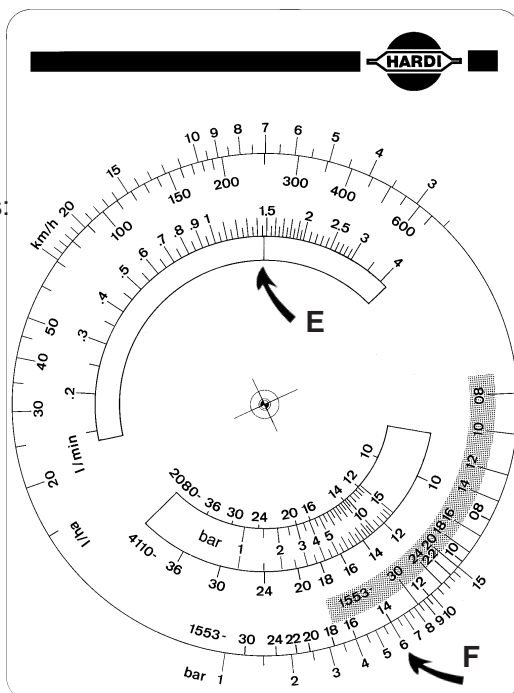 HARDI
km/h 20 15 10 9 8 7 6 5 4 3
l/ha 20 30 40 50 100 150 200 300 400 600
l/min .2 .3 .4 .5 .6 .7 .8 .9 1 1.5 2 2.5 3 4
E
2080- 36 30 24 20 16 14 12 10
bar 1 2 3 4 5 10 15
4110- 36 30 24 20 18 16 14 12 10
1553- 30 24 22 20 18 16 14 12 10 08
1553- 30 24 22 20 18 16 14 12 10 08
bar 1 2 3 4 5 6 7 8 9 10 15
F